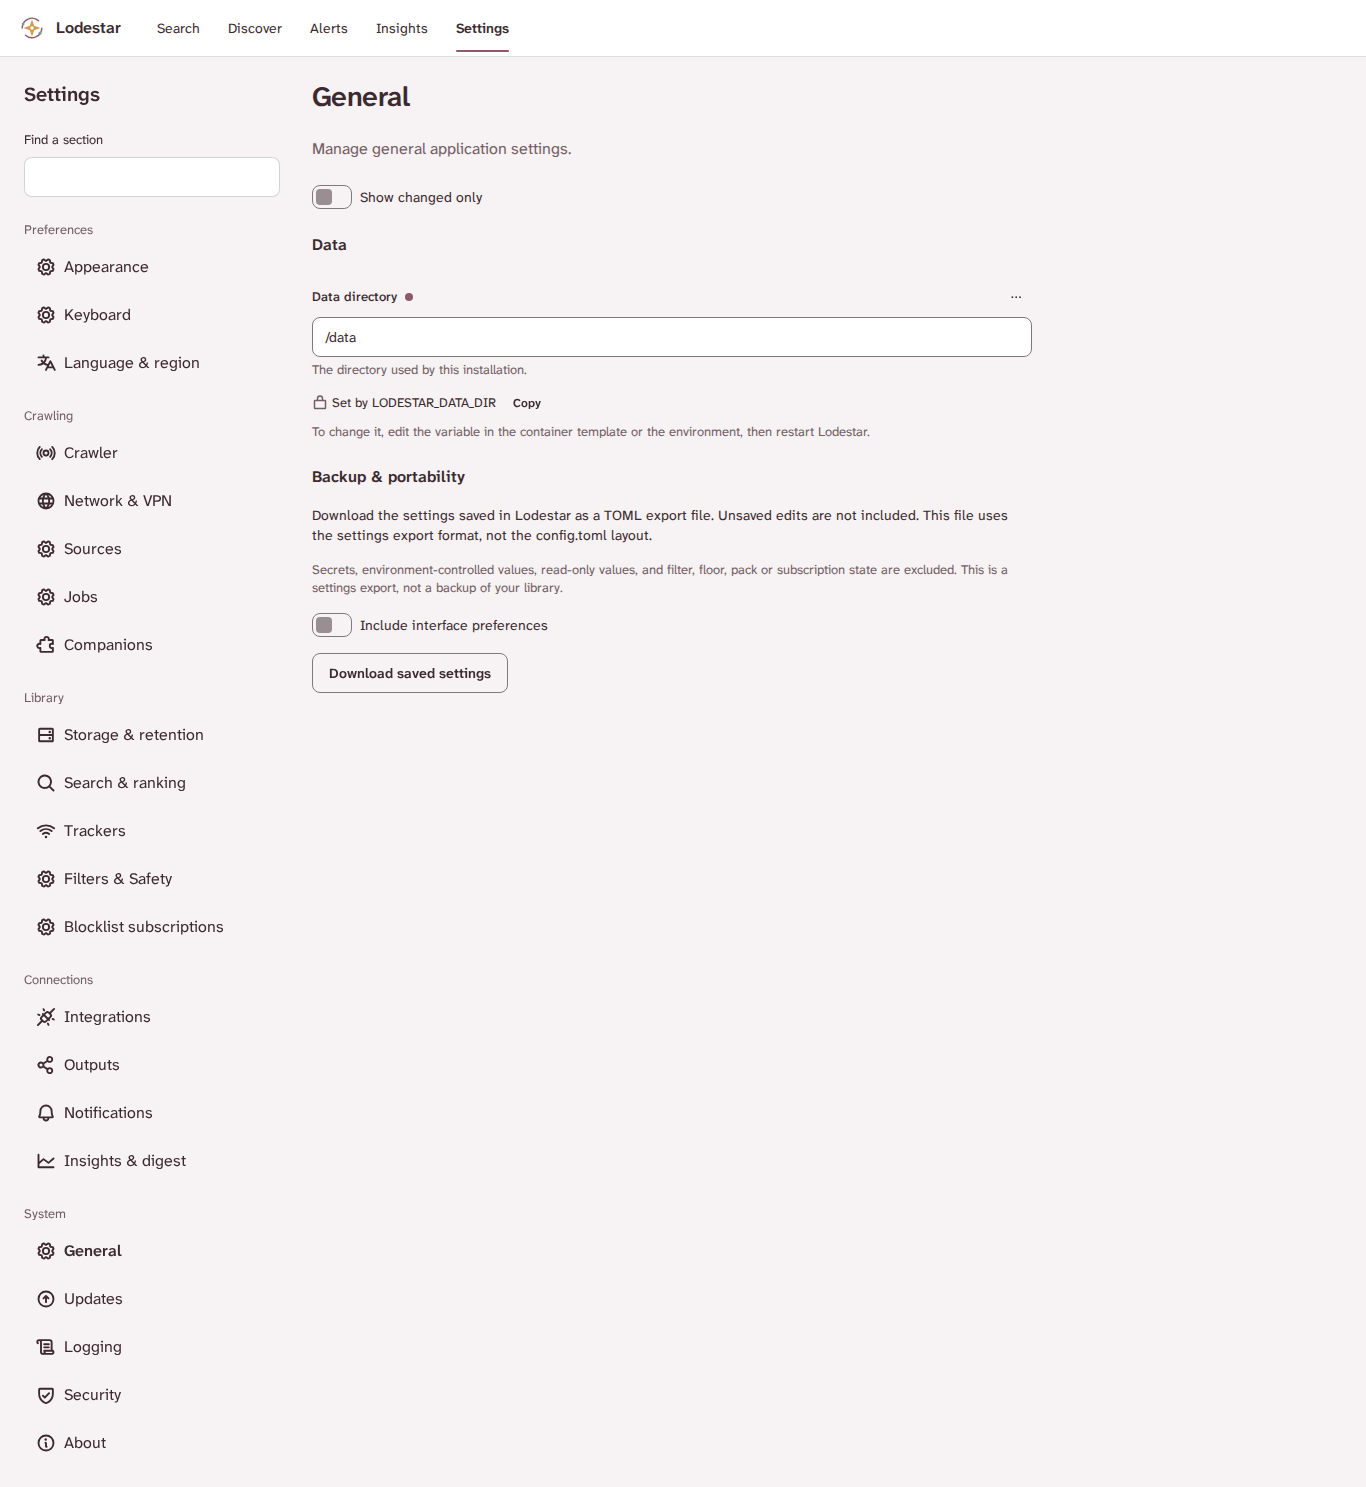 Lodestar
Search
Discover
Alerts
Insights
Settings
Settings
Find a section
Preferences
Appearance
Keyboard
Language & region
Crawling
Crawler
Network & VPN
Sources
Jobs
Companions
Library
Storage & retention
Search & ranking
Trackers
Filters & Safety
Blocklist subscriptions
Connections
Integrations
Outputs
Notifications
Insights & digest
System
General
Updates
Logging
Security
About
General
Manage general application settings.
Show changed only
Data
Data directory
...
/data
The directory used by this installation.
Set by LODESTAR_DATA_DIR
Copy
To change it, edit the variable in the container template or the environment, then restart Lodestar.
Backup & portability
Download the settings saved in Lodestar as a TOML export file. Unsaved edits are not included. This file uses
the settings export format, not the config.toml layout.
Secrets, environment-controlled values, read-only values, and filter, floor, pack or subscription state are excluded. This is a
settings export, not a backup of your library.
Include interface preferences
Download saved settings